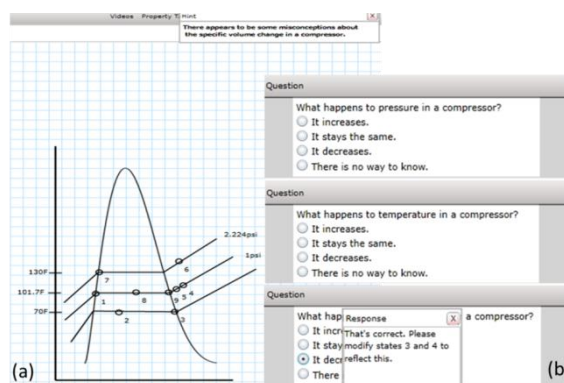 Videos Property T
Hint X
There appears to be some misconceptions about
the specific volume change in a compressor.
2.224psi
1psi
130F
101.7F
70F
6
7
1
8
9 5 4
2
3
(a)
Question
What happens to pressure in a compressor?
It increases.
It stays the same.
It decreases.
There is no way to know.
Question
What happens to temperature in a compressor?
It increases.
It stays the same.
It decreases.
There is no way to know.
Question
What hap a compressor?
Response X
It incr
It stay
It decr
There
That's correct. Please
modify states 3 and 4 to
reflect this.
(b)